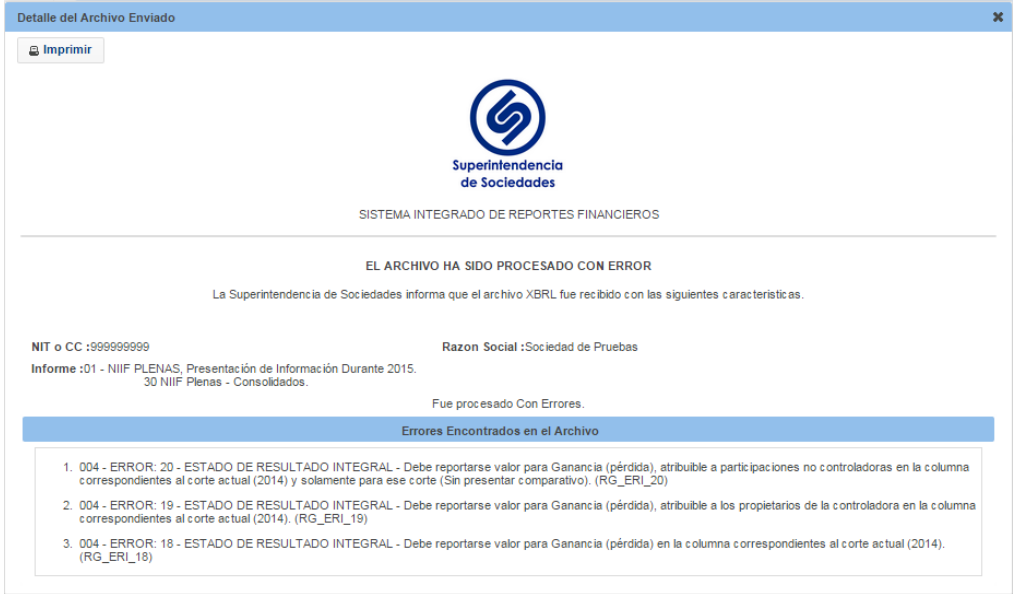 Detalle del Archivo Enviado
Imprimir
Superintendencia
de Sociedades
SISTEMA INTEGRADO DE REPORTES FINANCIEROS
EL ARCHIVO HA SIDO PROCESADO CON ERROR
La Superintendencia de Sociedades informa que el archivo XBRL fue recibido con las siguientes caracteristicas.
NIT o CC :999999999 Razon Social :Sociedad de Pruebas
Informe :01 - NIIF PLENAS, Presentación de Información Durante 2015.
30 NIIF Plenas - Consolidados.
Fue procesado Con Errores.
Errores Encontrados en el Archivo
1. 004 - ERROR: 20 - ESTADO DE RESULTADO INTEGRAL - Debe reportarse valor para Ganancia (pérdida), atribuible a participaciones no controladoras en la columna
correspondientes al corte actual (2014) y solamente para ese corte (Sin presentar comparativo). (RG_ERI_20)
2. 004 - ERROR: 19 - ESTADO DE RESULTADO INTEGRAL - Debe reportarse valor para Ganancia (pérdida), atribuible a los propietarios de la controladora en la columna
correspondientes al corte actual (2014). (RG_ERI_19)
3. 004 - ERROR: 18 - ESTADO DE RESULTADO INTEGRAL - Debe reportarse valor para Ganancia (pérdida) en la columna correspondientes al corte actual (2014).
(RG_ERI_18)